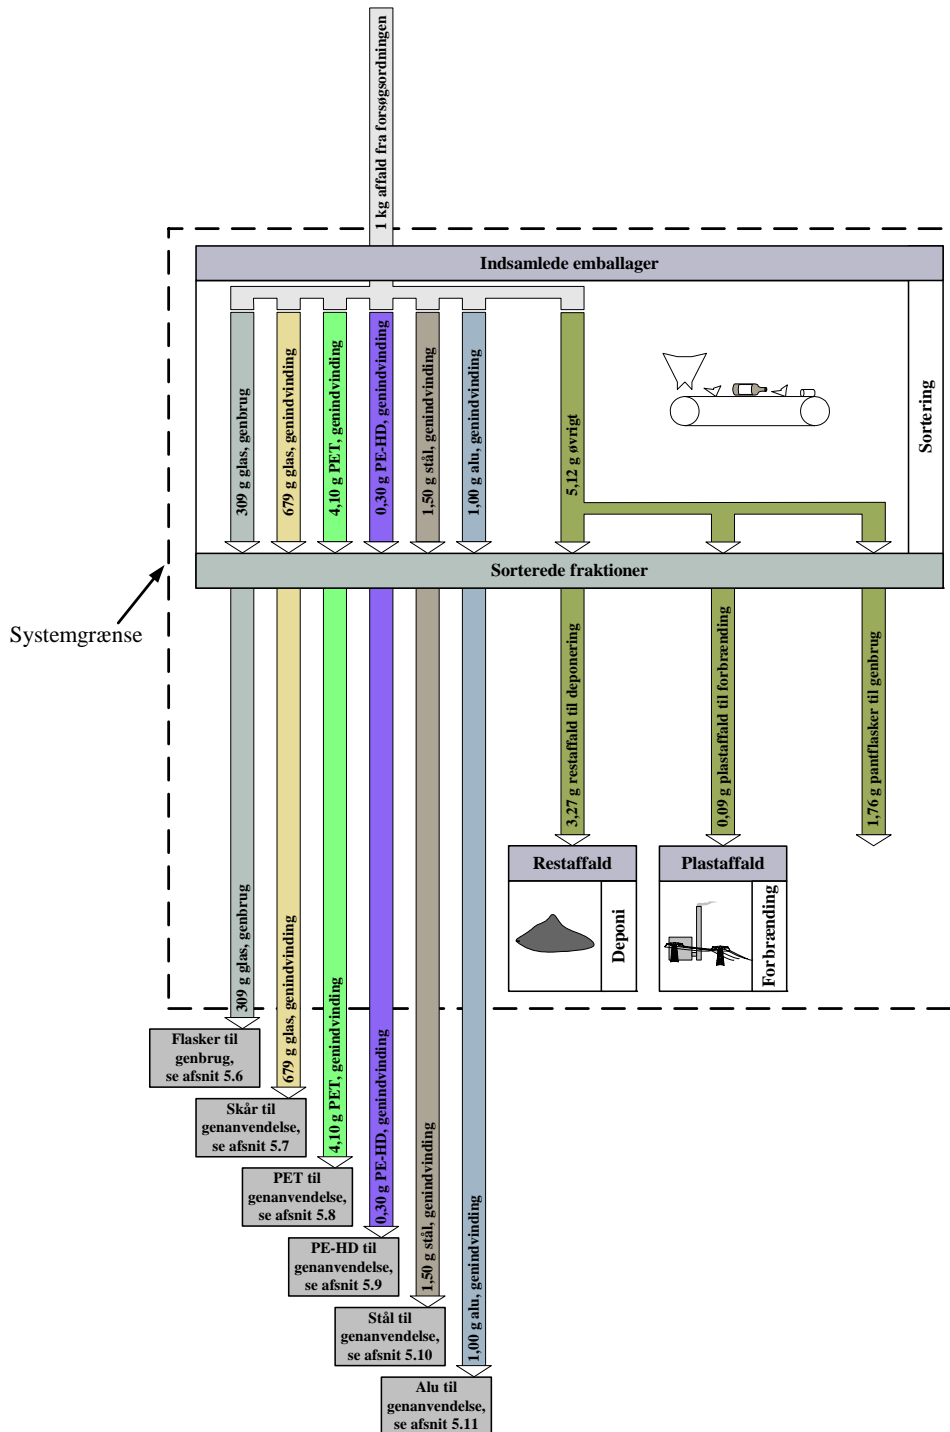 1 kg affald fra forsøgsordningen
Indsamlede emballager
Sortering
309 g glas, genbrug
679 g glas, genindvinding
4,10 g PET, genindvinding
0,30 g PE-HD, genindvinding
1,50 g stål, genindvinding
1,00 g alu, genindvinding
5,12 g øvrigt
Sorterede fraktioner
Systemgrænse
3,27 g restaffald til deponering
0,09 g plastaffald til forbrænding
1,76 g pantflasker til genbrug
Restaffald
Deponi
Plastaffald
Forbrænding
309 g glas, genbrug
679 g glas, genindvinding
4,10 g PET, genindvinding
0,30 g PE-HD, genindvinding
1,50 g stål, genindvinding
1,00 g alu, genindvinding
Flasker til
genbrug,
se afsnit 5.6
Skår til
genanvendelse,
se afsnit 5.7
PET til
genanvendelse,
se afsnit 5.8
PE-HD til
genanvendelse,
se afsnit 5.9
Stål til
genanvendelse,
se afsnit 5.10
Alu til
genanvendelse,
se afsnit 5.11